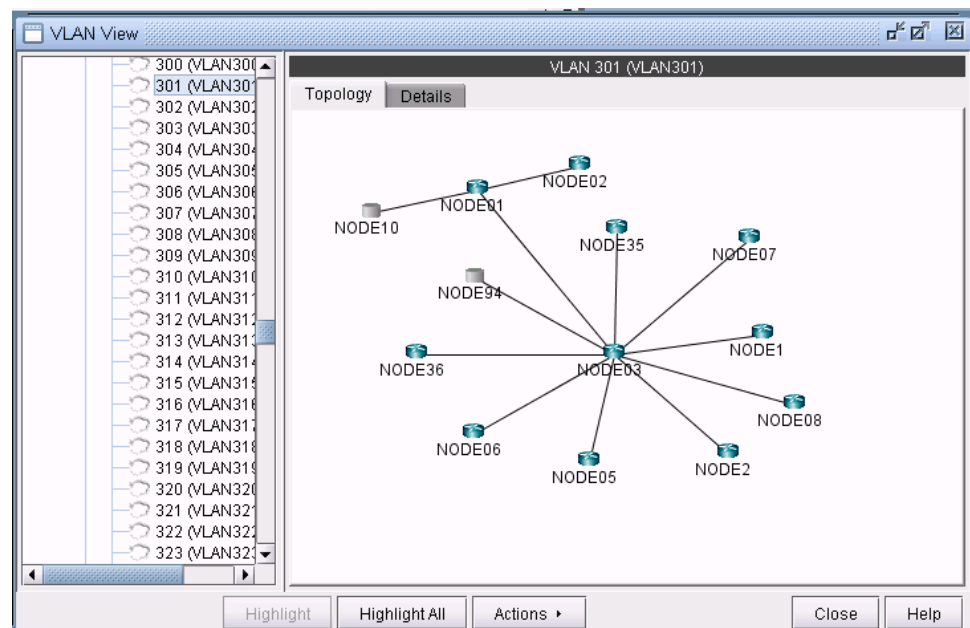 VLAN View
300 (VLAN300
301 (VLAN301
302 (VLAN302
303 (VLAN303
304 (VLAN304
305 (VLAN305
306 (VLAN306
307 (VLAN307
308 (VLAN308
309 (VLAN309
310 (VLAN310
311 (VLAN311
312 (VLAN312
313 (VLAN313
314 (VLAN314
315 (VLAN315
316 (VLAN316
317 (VLAN317
318 (VLAN318
319 (VLAN319
320 (VLAN320
321 (VLAN321
322 (VLAN322
323 (VLAN323
VLAN 301 (VLAN301)
Topology Details
NODE02
NODE01
NODE10
NODE35
NODE07
NODE94
NODE1
NODE36
NODE03
NODE08
NODE06
NODE2
NODE05
Highlight Highlight All Actions Close Help